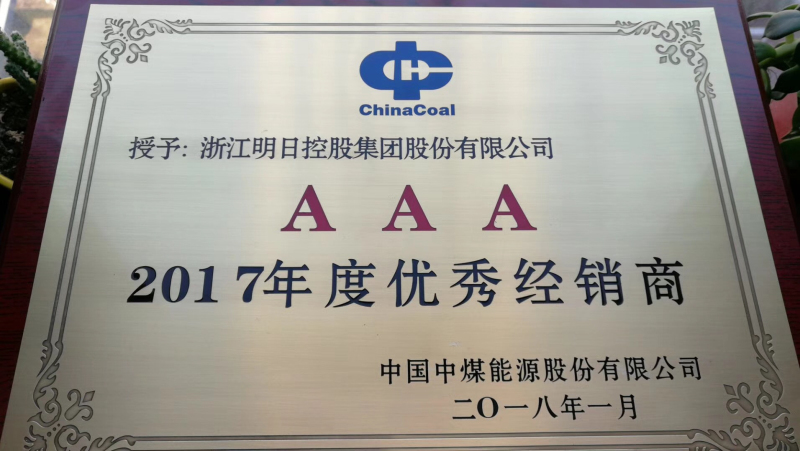 ChinaCoal
授予: 浙江明日控股集团股份有限公司
A A A
2017年度优秀经销商
中国中煤能源股份有限公司
二〇一八年一月